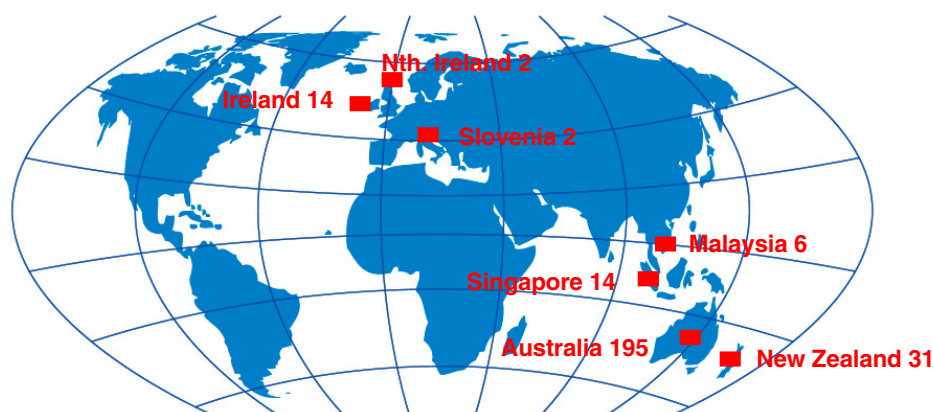 Nth. Ireland 2
Ireland 14
Slovenia 2
Malaysia 6
Singapore 14
Australia 195
New Zealand 31